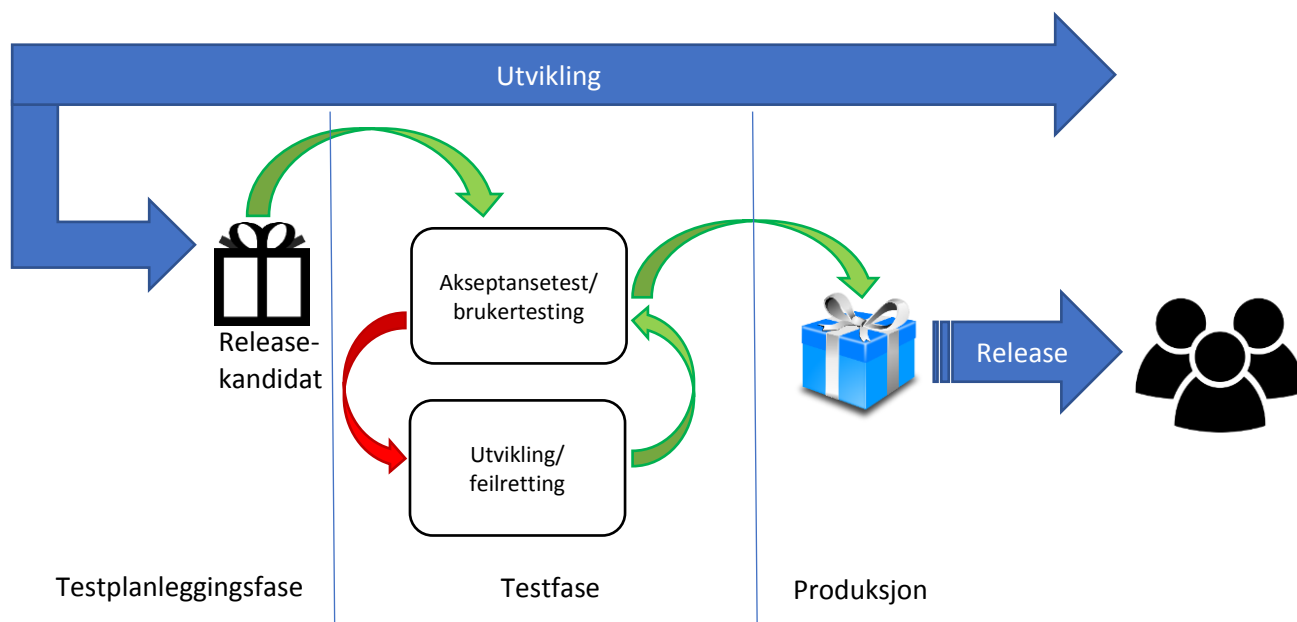 Utvikling
Akseptansetest/
brukertesting
Release-
kandidat
Release
Utvikling/
feilretting
Testplanleggingsfase
Testfase
Produksjon